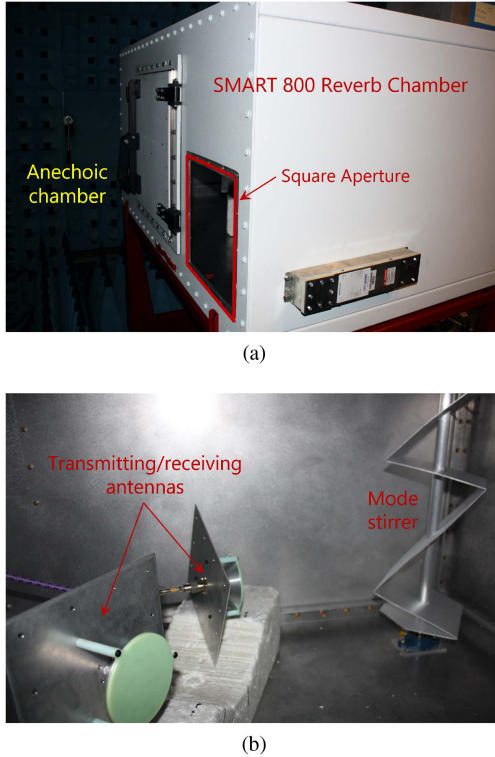 SMART 800 Reverb Chamber
Anechoic
chamber
Square Aperture
(a)
Transmitting/receiving
antennas
Mode
stirrer
(b)